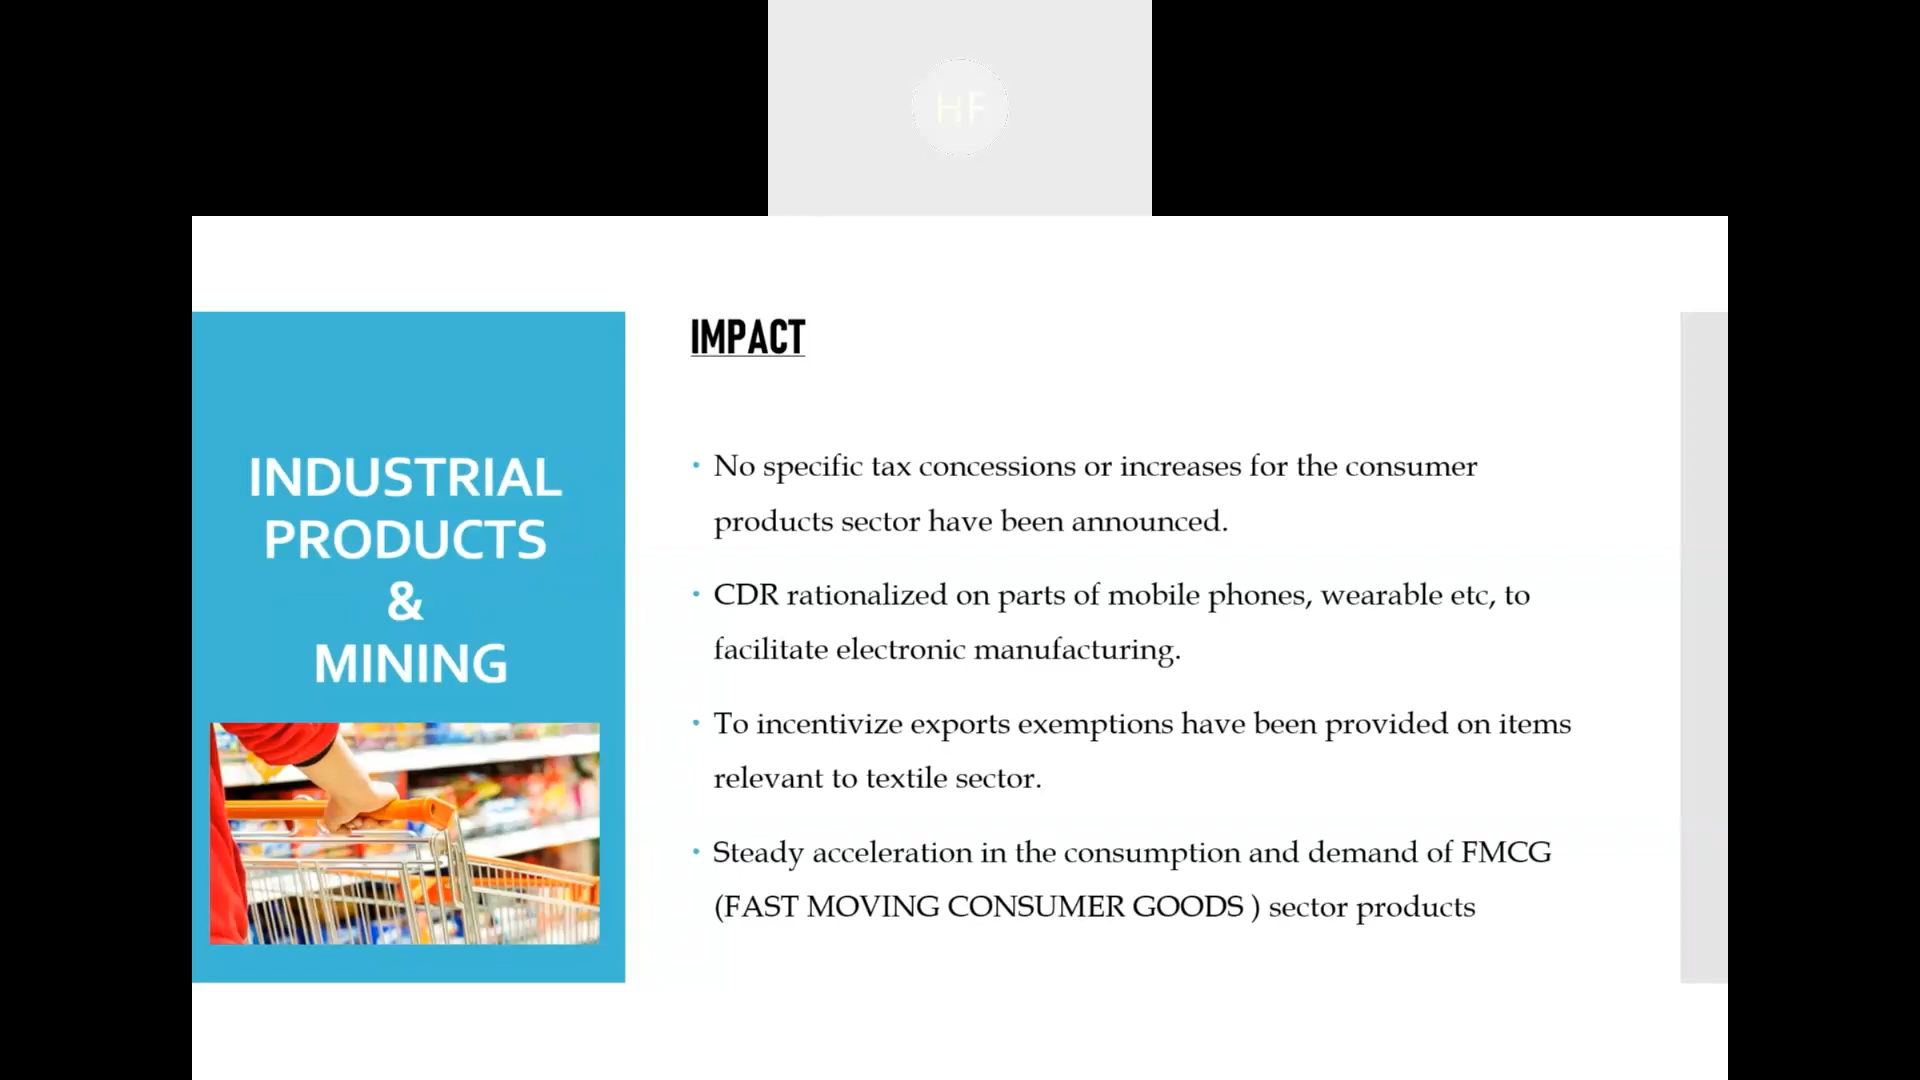 HF
INDUSTRIAL
PRODUCTS
&
MINING
IMPACT
• No specific tax concessions or increases for the consumer
products sector have been announced.
• CDR rationalized on parts of mobile phones, wearable etc, to
facilitate electronic manufacturing.
• To incentivize exports exemptions have been provided on items
relevant to textile sector.
• Steady acceleration in the consumption and demand of FMCG
(FAST MOVING CONSUMER GOODS ) sector products